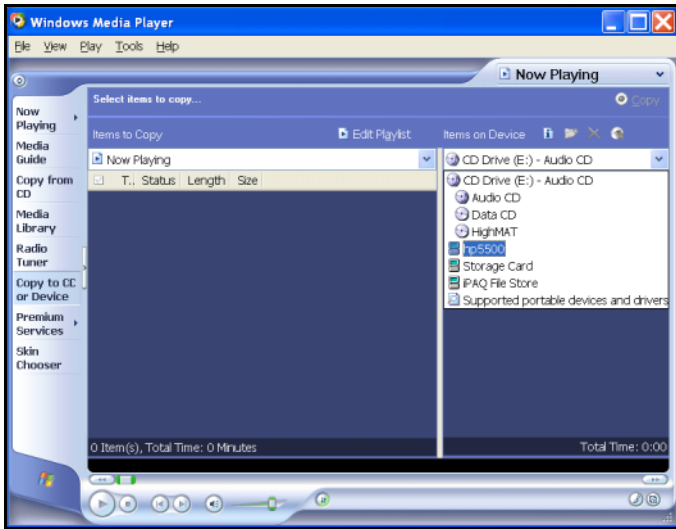 Windows Media Player
File View Play Tools Help
Now Playing
Now Playing
Media Guide
Copy from CD
Media Library
Radio Tuner
Copy to CD or Device
Premium Services
Skin Chooser
Select items to copy...
Copy
Items to Copy
Edit Playlist
Items on Device
Now Playing
CD Drive (E:) - Audio CD
T.. Status Length Size
CD Drive (E:) - Audio CD
Audio CD
Data CD
HighMAT
hp5500
Storage Card
iPAQ File Store
Supported portable devices and drivers
0 Item(s), Total Time: 0 Minutes
Total Time: 0:00